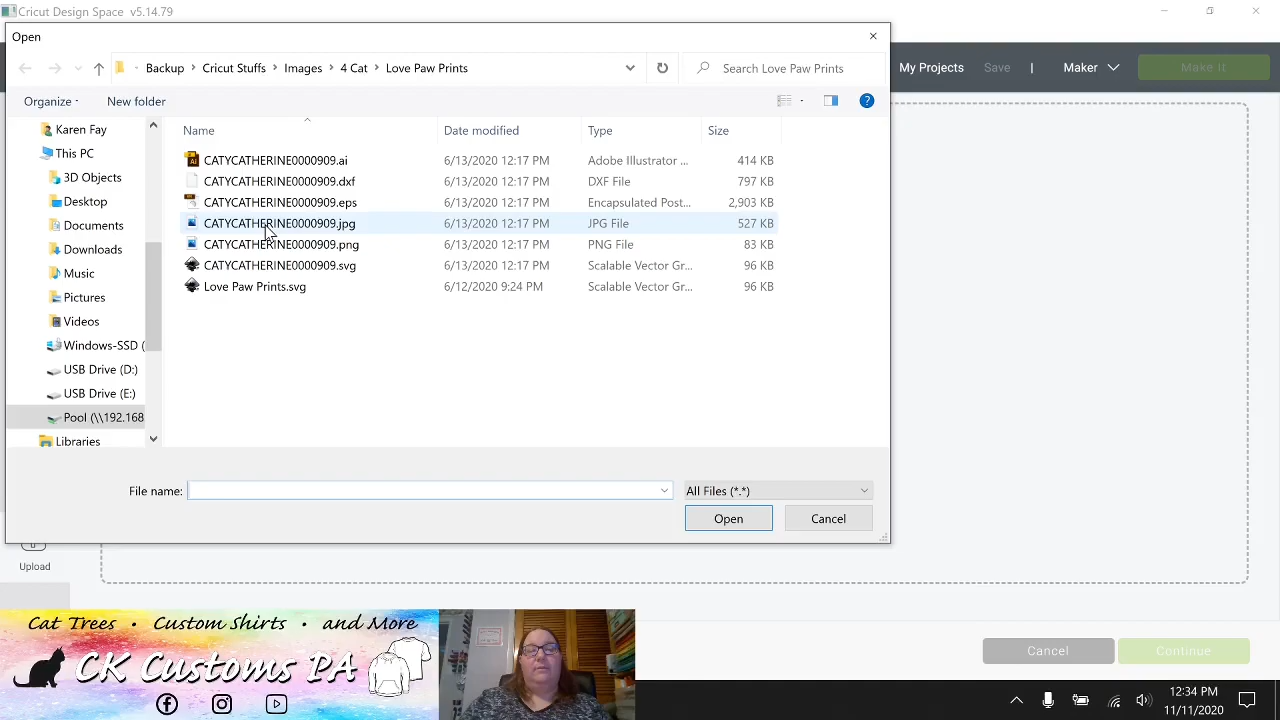 Cricut Design Space v5.14.79
Open
Backup > Cricut Stuffs > Images > 4 Cat > Love Paw Prints
Search Love Paw Prints
My Projects Save | Maker Make It
Organize New folder
Karen Fay
This PC
3D Objects
Desktop
Documents
Downloads
Music
Pictures
Videos
Windows-SSD (
USB Drive (D:)
USB Drive (E:)
Pool (\\192.168
Libraries
Name Date modified Type Size
CATYCATHERINE0000909.ai 6/13/2020 12:17 PM Adobe Illustrator ... 414 KB
CATYCATHERINE0000909.dxf 6/13/2020 12:17 PM DXF File 797 KB
CATYCATHERINE0000909.eps 6/13/2020 12:17 PM Encapsulated Post... 2,903 KB
CATYCATHERINE0000909.jpg 6/13/2020 12:17 PM JPG File 527 KB
CATYCATHERINE0000909.png 6/13/2020 12:17 PM PNG File 83 KB
CATYCATHERINE0000909.svg 6/13/2020 12:17 PM Scalable Vector Gr... 96 KB
Love Paw Prints.svg 6/12/2020 9:24 PM Scalable Vector Gr... 96 KB
File name: All Files (*.*)
Open Cancel
Upload
Cat Trees • Custom Shirts • and More
CK Customs PA
Cancel Continue
12:34 PM
11/11/2020